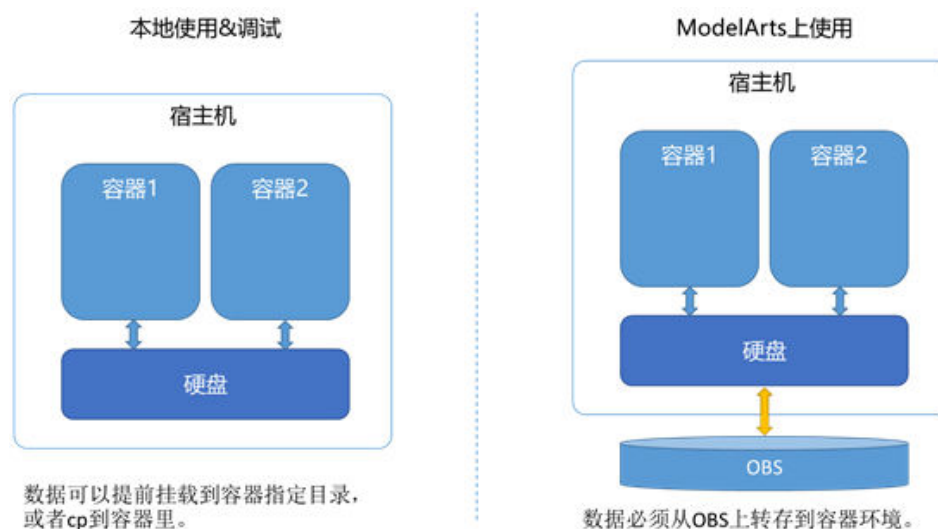 本地使用&调试
宿主机
容器1
容器2
硬盘
数据可以提前挂载到容器指定目录，
或者cp到容器里。
ModelArts上使用
宿主机
容器1
容器2
硬盘
OBS
数据必须从OBS上转存到容器环境。